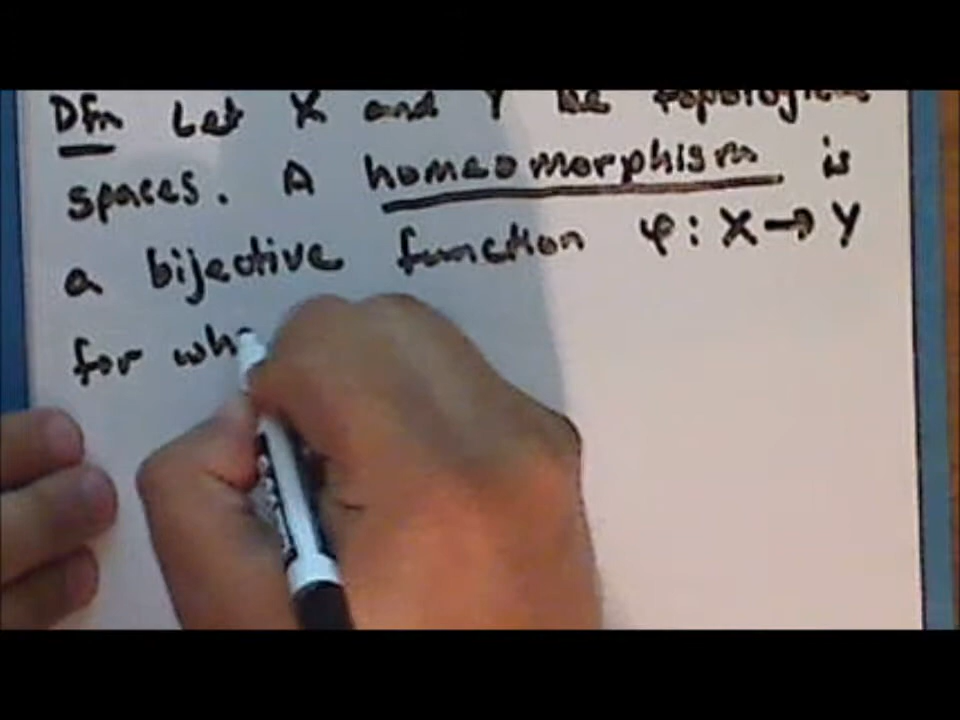 Dfn Let X and Y be topological
spaces. A homeomorphism is
a bijective function φ: X → Y
for wh